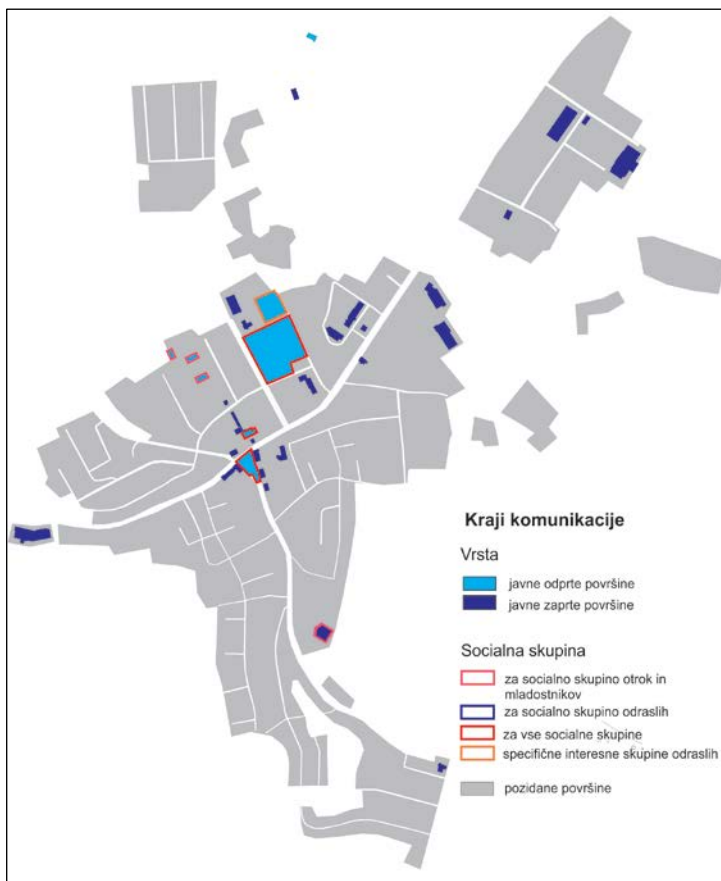 Kraji komunikacije
Vrsta
javne odprte površine
javne zaprte površine
Socialna skupina
za socialno skupino otrok in
mladostnikov
za socialno skupino odraslih
za vse socialne skupine
specifične interesne skupine odraslih
pozidane površine